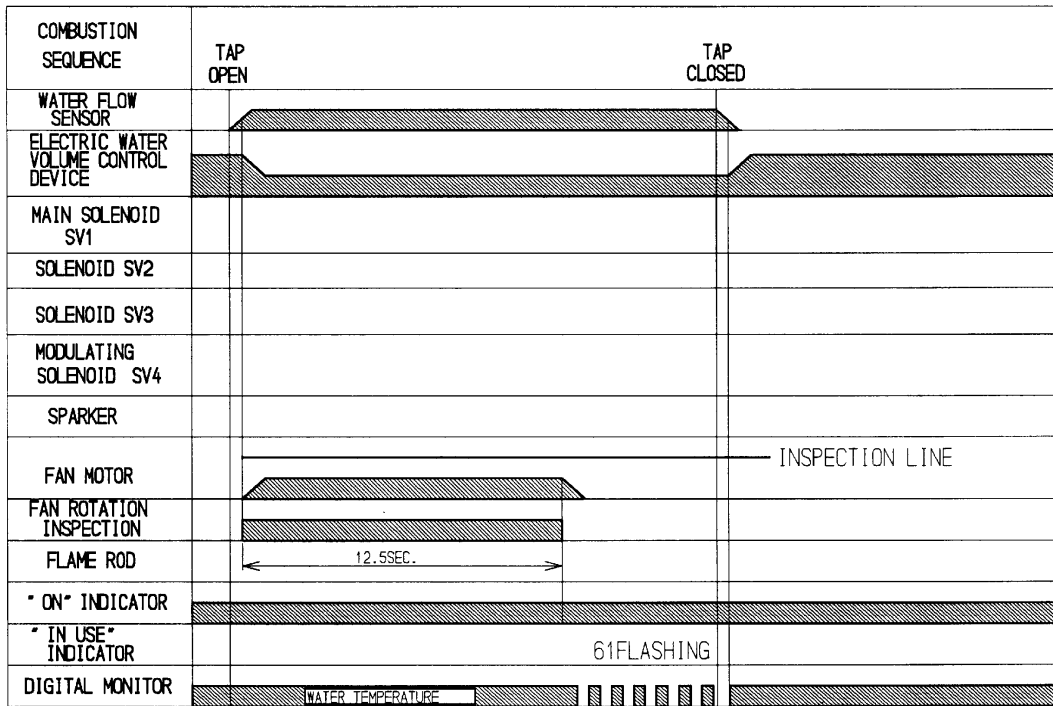 COMBUSTION
SEQUENCE
TAP
OPEN
TAP
CLOSED
WATER FLOW
SENSOR
ELECTRIC WATER
VOLUME CONTROL
DEVICE
MAIN SOLENOID
SV1
SOLENOID SV2
SOLENOID SV3
MODULATING
SOLENOID SV4
SPARKER
FAN MOTOR
INSPECTION LINE
FAN ROTATION
INSPECTION
FLAME ROD
12.5SEC.
"ON" INDICATOR
"IN USE"
INDICATOR
61FLASHING
DIGITAL MONITOR
WATER TEMPERATURE